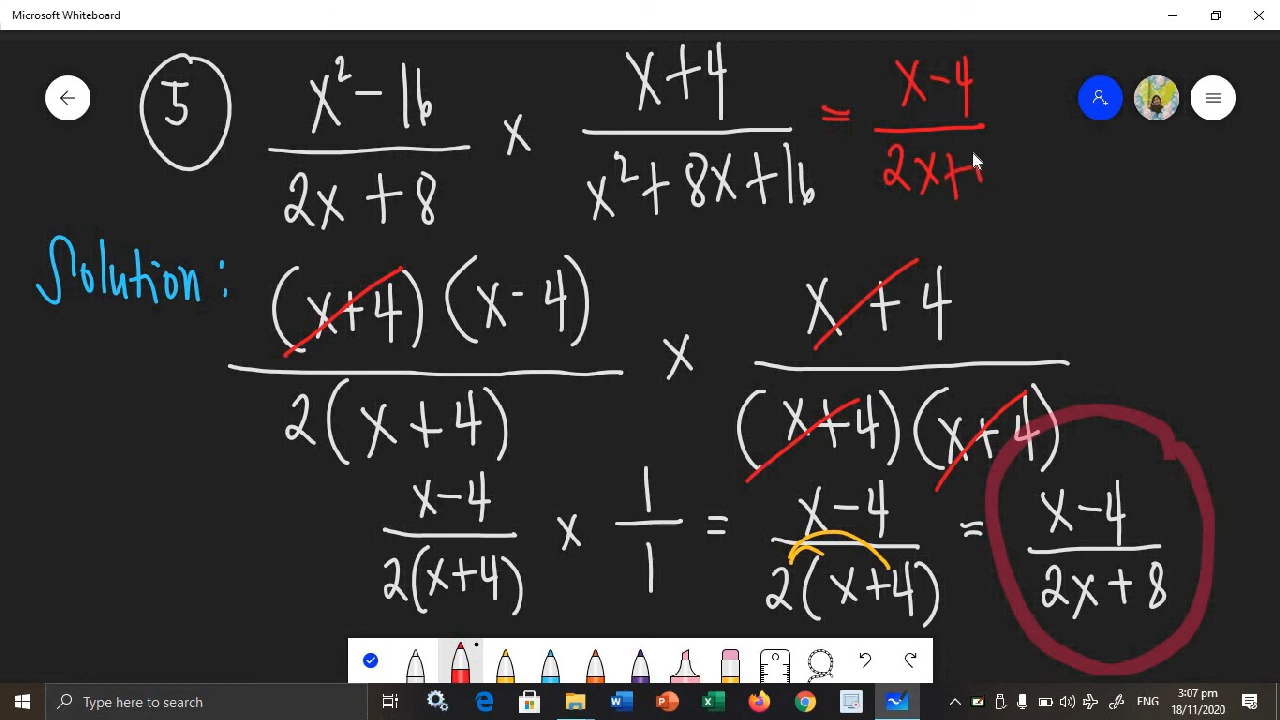 Microsoft Whiteboard
5
x² - 16 / 2x + 8 × x + 4 / x² + 8x + 16 = x - 4 / 2x +
Solution:
(x+4)(x - 4) / 2(x + 4) × x + 4 / (x+4)(x+4)
x-4 / 2(x+4) × 1 / 1 = x-4 / 2(x+4) = x-4 / 2x + 8
Type here to search
ENG
3:07 pm
18/11/2020